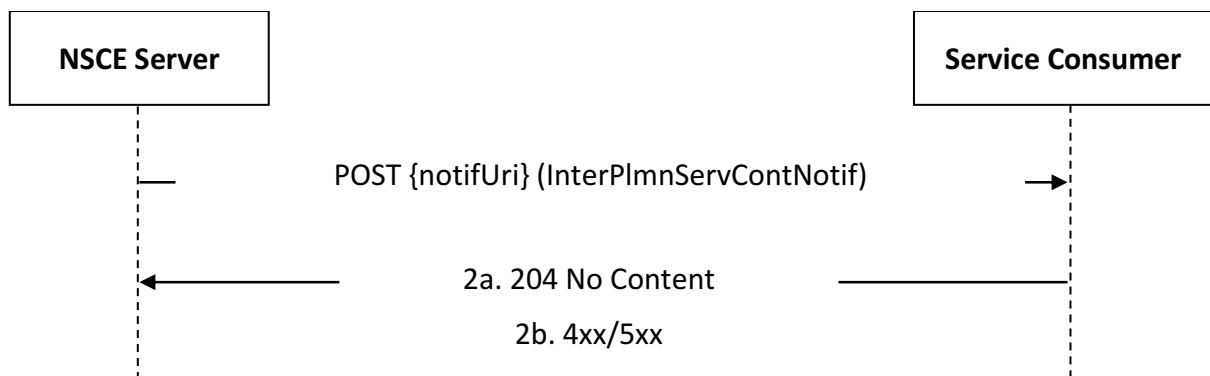 NSCE Server
Service Consumer
POST {notifUri} (InterPlmnServContNotif)
2a. 204 No Content
2b. 4xx/5xx